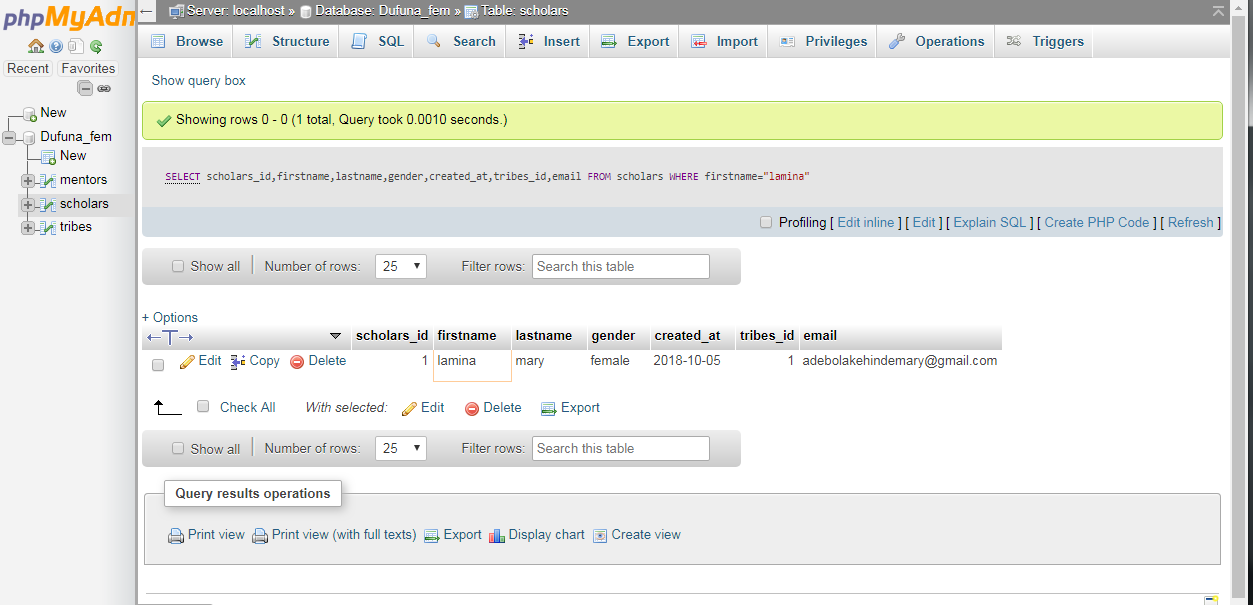 phpMyAdm
Server: localhost » Database: Dufuna_fem » Table: scholars
Browse Structure SQL Search Insert Export Import Privileges Operations Triggers
Recent Favorites
New
Dufuna_fem
New
mentors
scholars
tribes
Show query box
Showing rows 0 - 0 (1 total, Query took 0.0010 seconds.)
SELECT scholars_id,firstname,lastname,gender,created_at,tribes_id,email FROM scholars WHERE firstname="lamina"
Profiling [ Edit inline ] [ Edit ] [ Explain SQL ] [ Create PHP Code ] [ Refresh ]
Show all Number of rows: 25 Filter rows: Search this table
+ Options
scholars_id firstname lastname gender created_at tribes_id email
Edit Copy Delete 1 lamina mary female 2018-10-05 1 adebolakehindemary@gmail.com
Check All With selected: Edit Delete Export
Show all Number of rows: 25 Filter rows: Search this table
Query results operations
Print view Print view (with full texts) Export Display chart Create view